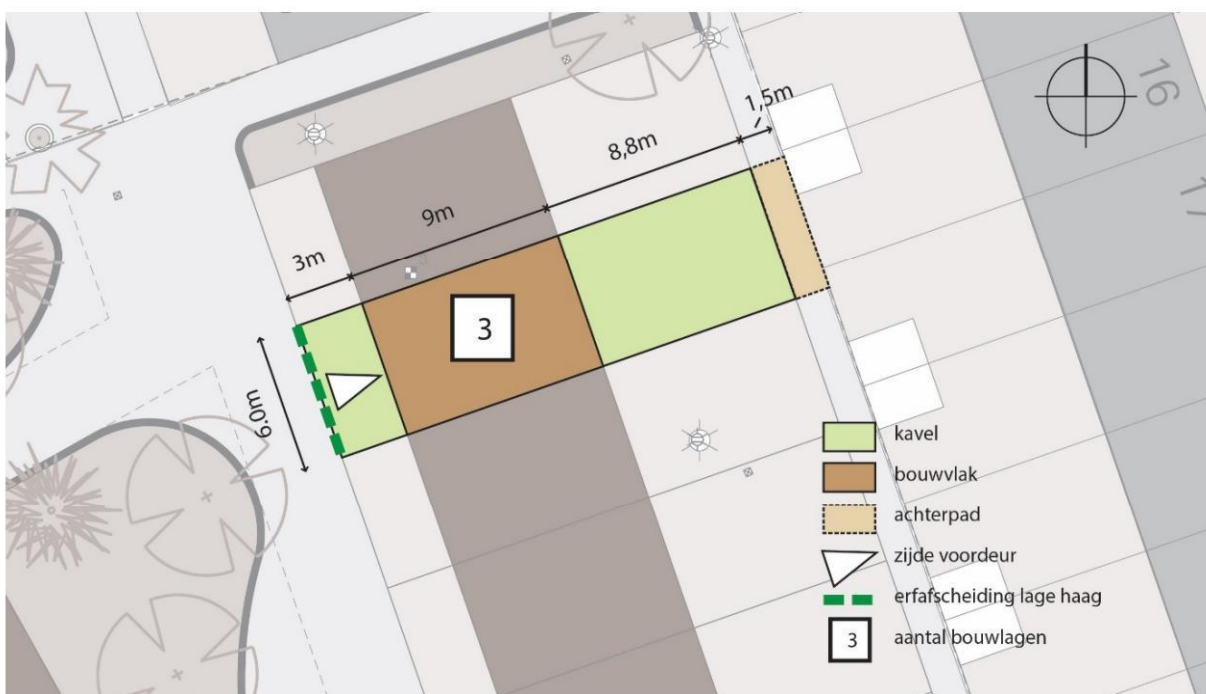 1,5m
16
8,8m
9m
3m
17
3
6.0m
kavel
bouwvlak
achterpad
zijde voordeur
erfafscheiding lage haag
3 aantal bouwlagen